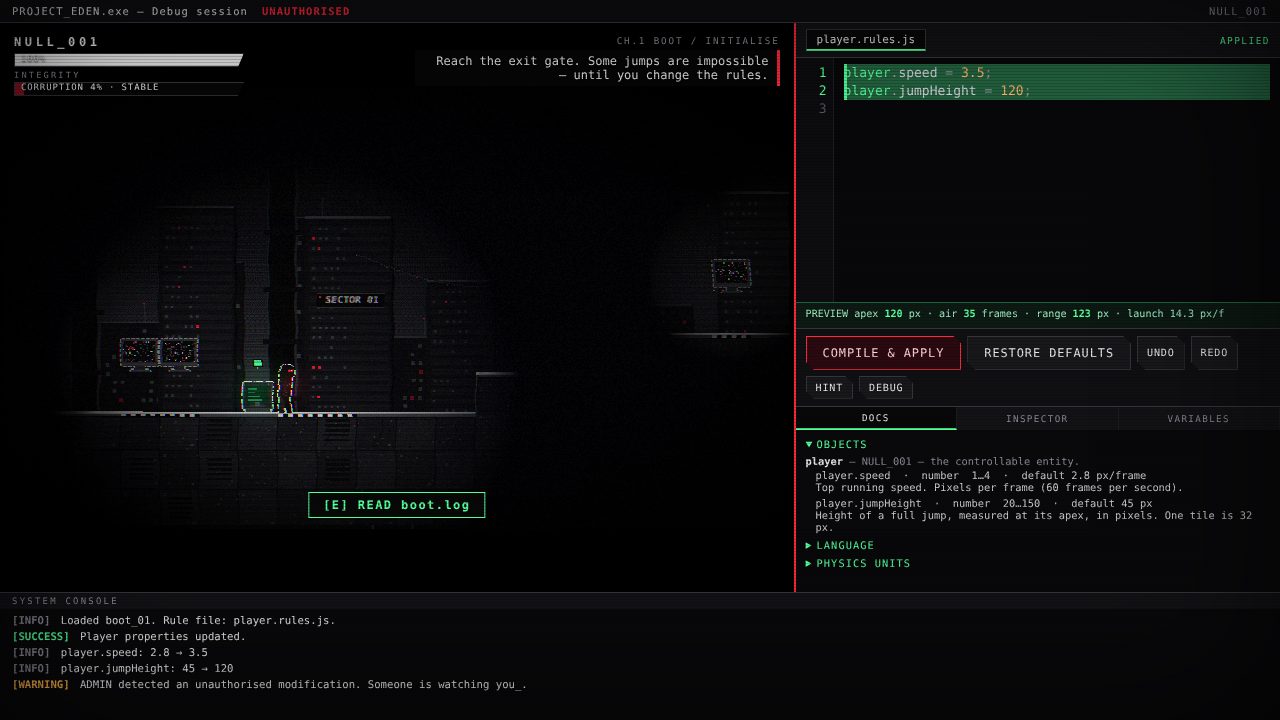 PROJECT_EDEN.exe — Debug session UNAUTHORISED
NULL_001
NULL_001
100%
INTEGRITY
CORRUPTION 4% · STABLE
CH.1 BOOT / INITIALISE
Reach the exit gate. Some jumps are impossible
— until you change the rules.
SECTOR 01
[E] READ boot.log
player.rules.js
APPLIED
1 player.speed = 3.5;
2 player.jumpHeight = 120;
3
PREVIEW apex 120 px · air 35 frames · range 123 px · launch 14.3 px/f
COMPILE & APPLY
RESTORE DEFAULTS
UNDO
REDO
HINT
DEBUG
DOCS
INSPECTOR
VARIABLES
▼ OBJECTS
player — NULL_001 — the controllable entity.
player.speed · number 1…4 · default 2.8 px/frame
Top running speed. Pixels per frame (60 frames per second).
player.jumpHeight · number 20…150 · default 45 px
Height of a full jump, measured at its apex, in pixels. One tile is 32
px.
▶ LANGUAGE
▶ PHYSICS UNITS
SYSTEM CONSOLE
[INFO] Loaded boot_01. Rule file: player.rules.js.
[SUCCESS] Player properties updated.
[INFO] player.speed: 2.8 → 3.5
[INFO] player.jumpHeight: 45 → 120
[WARNING] ADMIN detected an unauthorised modification. Someone is watching you_.